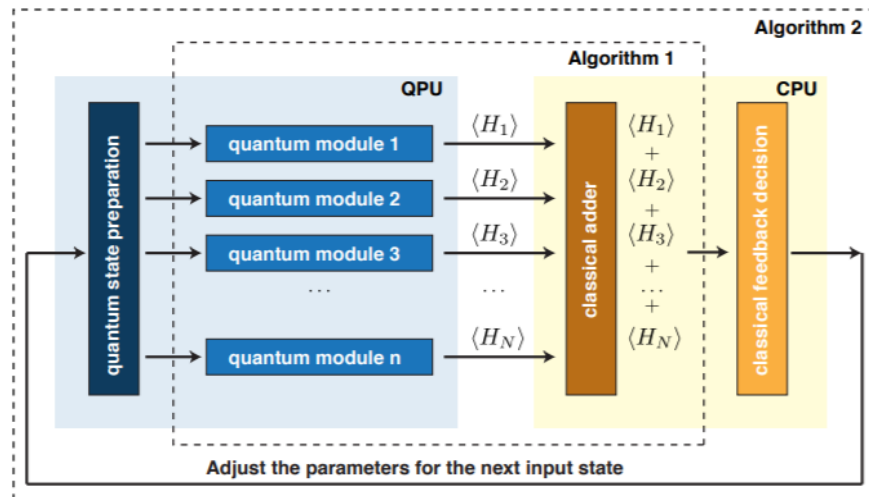 Algorithm 2
Algorithm 1
QPU
CPU
quantum state preparation
quantum module 1
quantum module 2
quantum module 3
...
quantum module n
⟨H₁⟩
⟨H₂⟩
⟨H₃⟩
...
⟨H_N⟩
classical adder
⟨H₁⟩
+
⟨H₂⟩
+
⟨H₃⟩
+
...
+
⟨H_N⟩
classical feedback decision
Adjust the parameters for the next input state